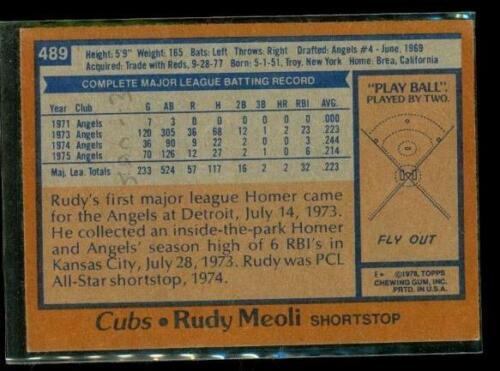 489
Height: 5'9" Weight: 165 Bats: Left Throws: Right Drafted: Angels #4 - June, 1969
Acquired: Trade with Reds, 9-28-77 Born: 5-1-51, Troy, New York Home: Brea, California
COMPLETE MAJOR LEAGUE BATTING RECORD
Year Club G AB R H 2B 3B HR RBI AVG.
1971 Angels 7 3 0 0 0 0 0 0 .000
1973 Angels 120 305 36 68 12 1 2 23 .223
1974 Angels 36 90 9 22 2 0 0 3 .244
1975 Angels 70 126 12 27 2 1 0 6 .214
Maj. Lea. Totals 233 524 57 117 16 2 2 32 .223
Rudy's first major league Homer came
for the Angels at Detroit, July 14, 1973.
He collected an inside-the-park Homer
and Angels' season high of 6 RBI's in
Kansas City, July 28, 1973. Rudy was PCL
All-Star shortstop, 1974.
"PLAY BALL"
PLAYED BY TWO.
FLY OUT
©1978, TOPPS
CHEWING GUM, INC.
PRTD. IN U.S.A.
Cubs • Rudy Meoli SHORTSTOP